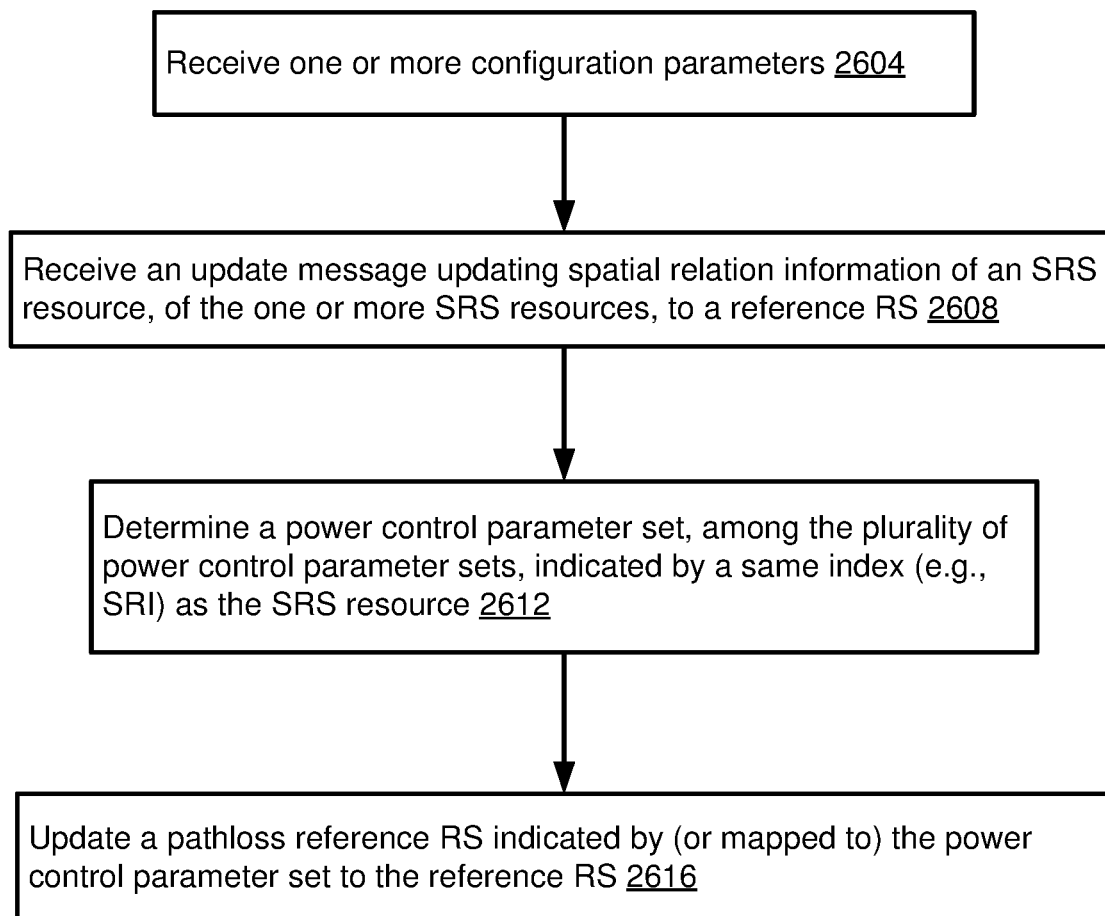 Receive one or more configuration parameters 2604
Receive an update message updating spatial relation information of an SRS
resource, of the one or more SRS resources, to a reference RS 2608
Determine a power control parameter set, among the plurality of
power control parameter sets, indicated by a same index (e.g.,
SRI) as the SRS resource 2612
Update a pathloss reference RS indicated by (or mapped to) the power
control parameter set to the reference RS 2616